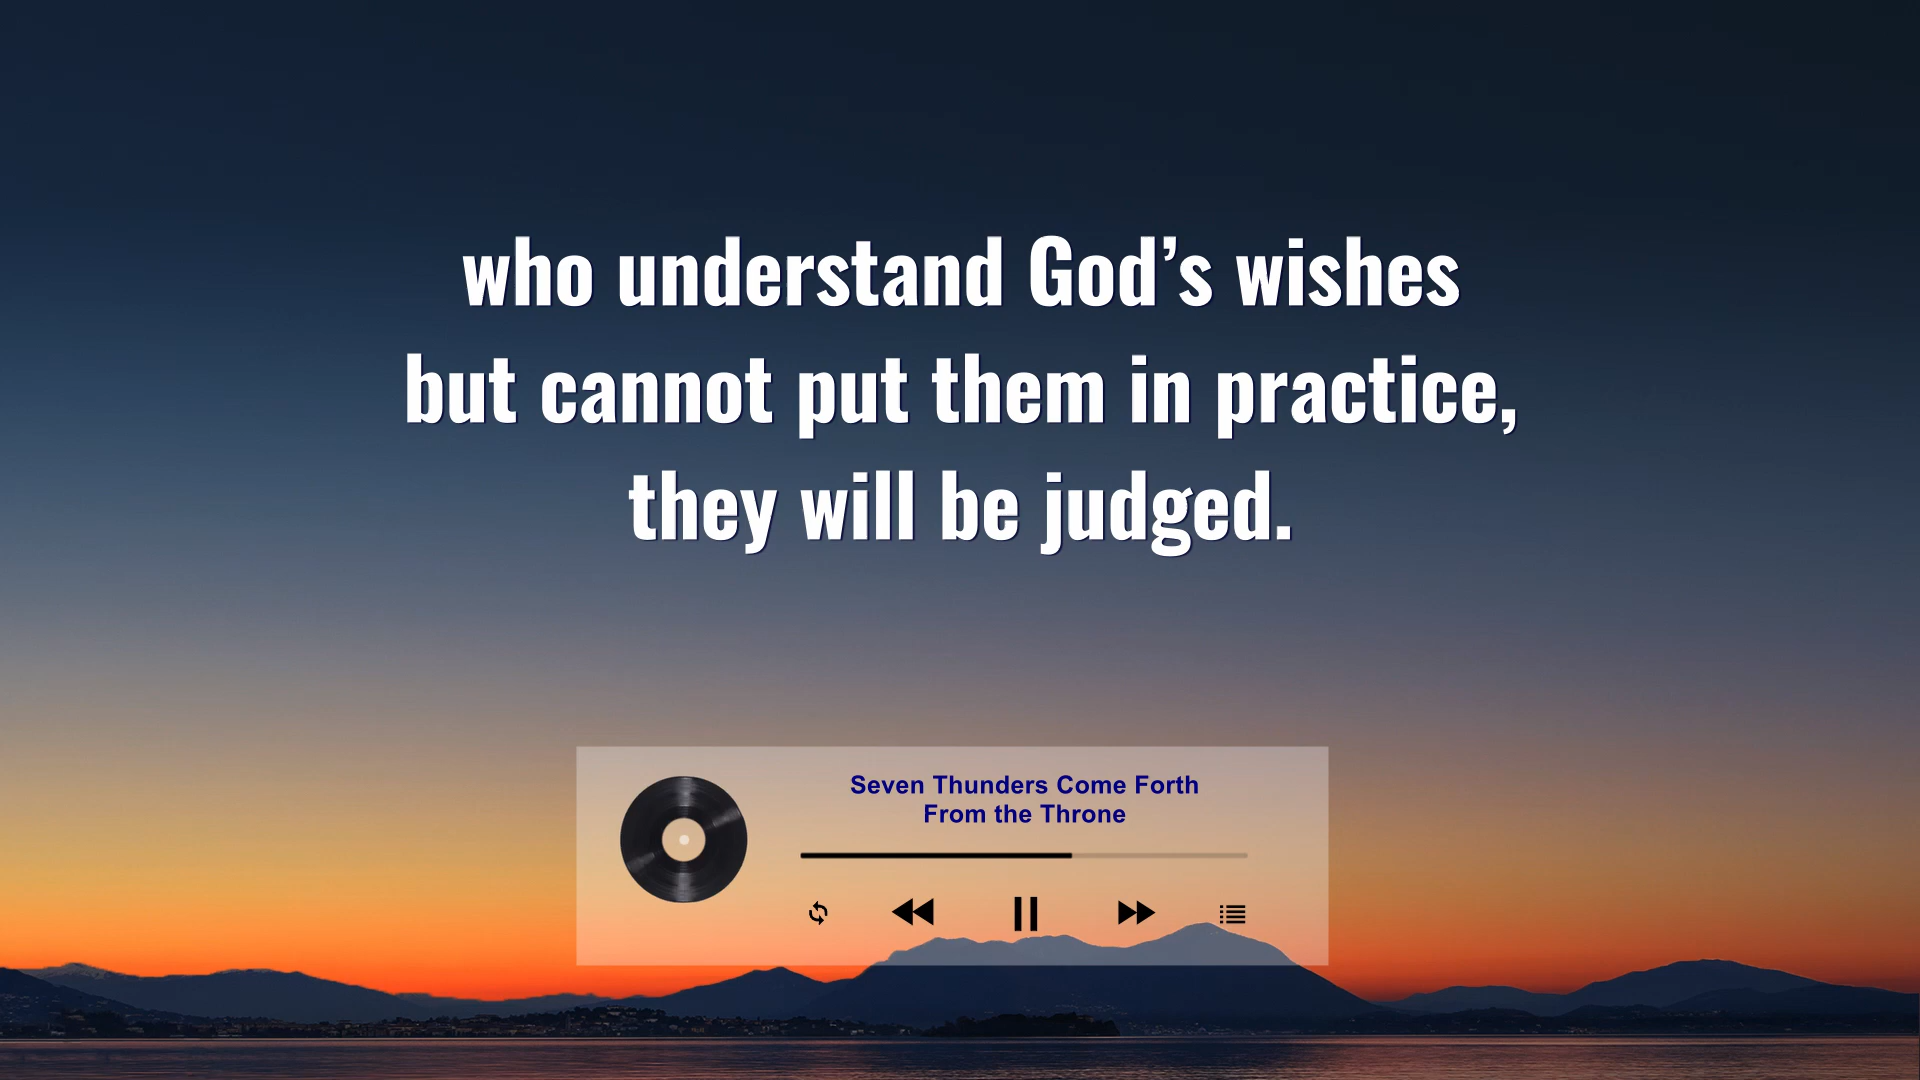 who understand God’s wishes
but cannot put them in practice,
they will be judged.
Seven Thunders Come Forth
From the Throne